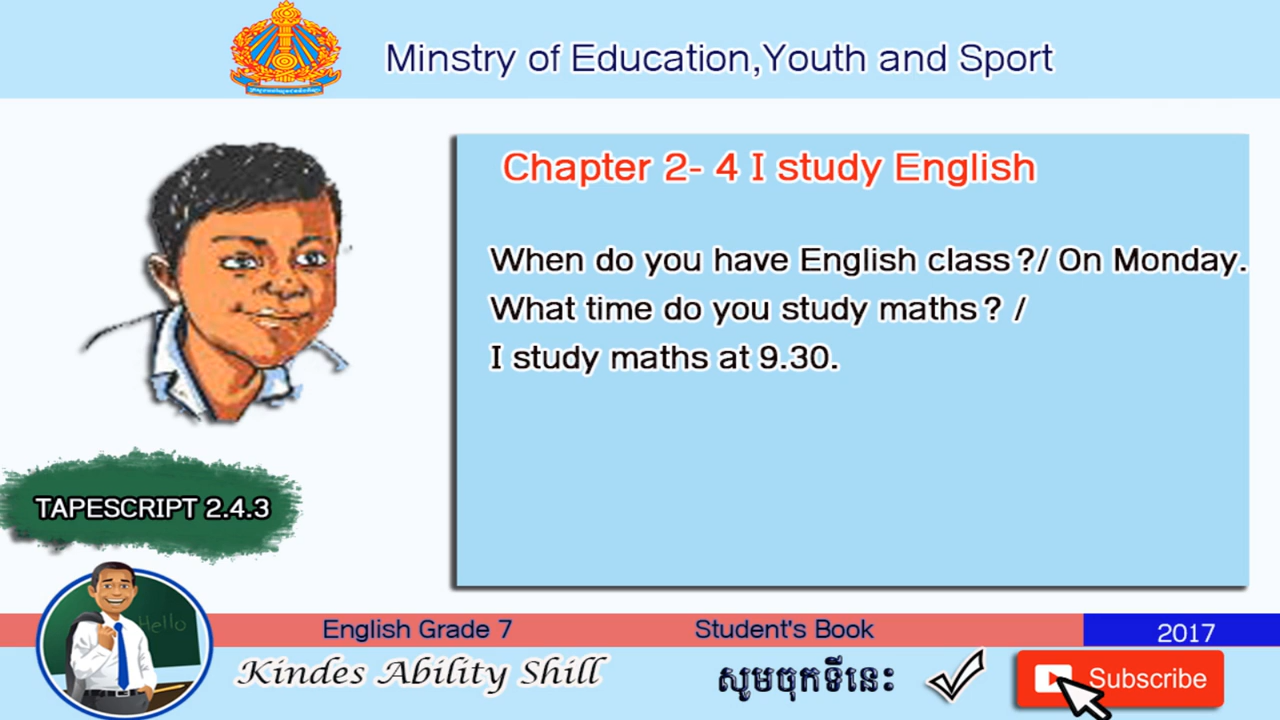 Minstry of Education,Youth and Sport
Chapter 2- 4 I study English
When do you have English class ?/ On Monday.
What time do you study maths ? /
I study maths at 9.30.
TAPESCRIPT 2.4.3
Hello
English Grade 7
Student's Book
2017
Kindes Ability Shill
សូមចុកទីនេះ
Subscribe